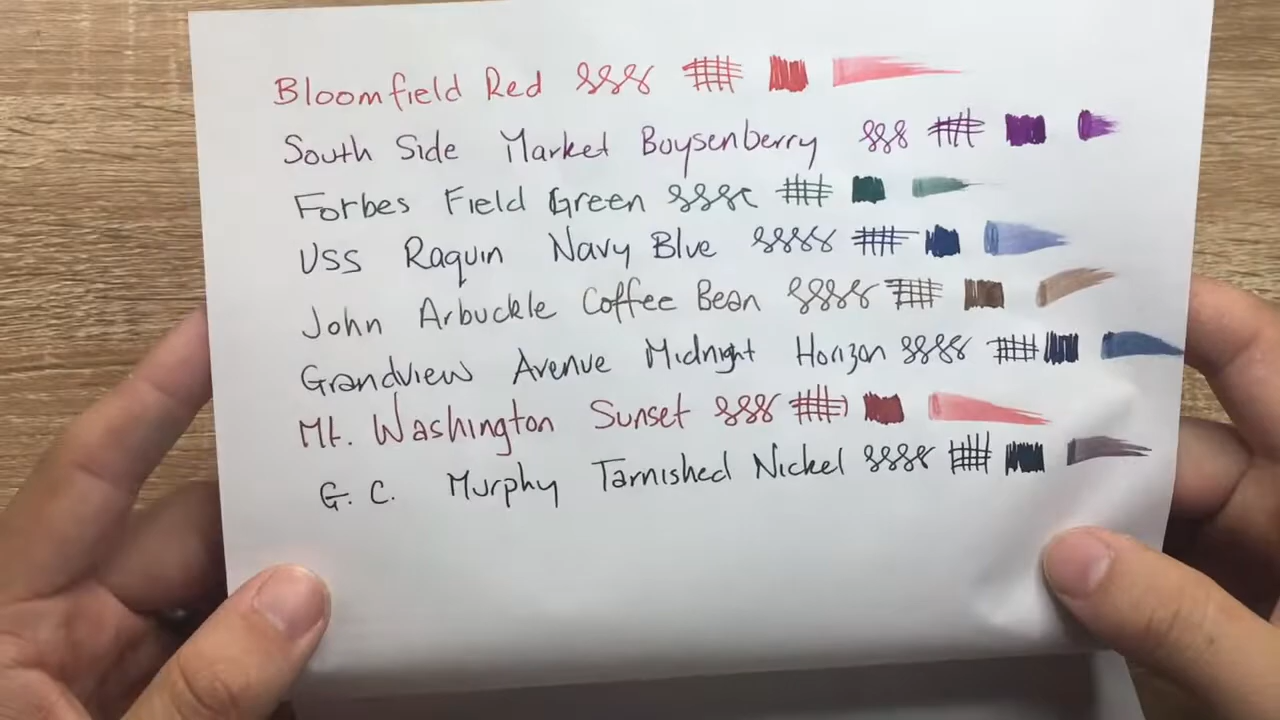 Bloomfield Red
South Side Market Boysenberry
Forbes Field Green
USS Raquin Navy Blue
John Arbuckle Coffee Bean
Grandview Avenue Midnight Horizon
Mt. Washington Sunset
G. C. Murphy Tarnished Nickel